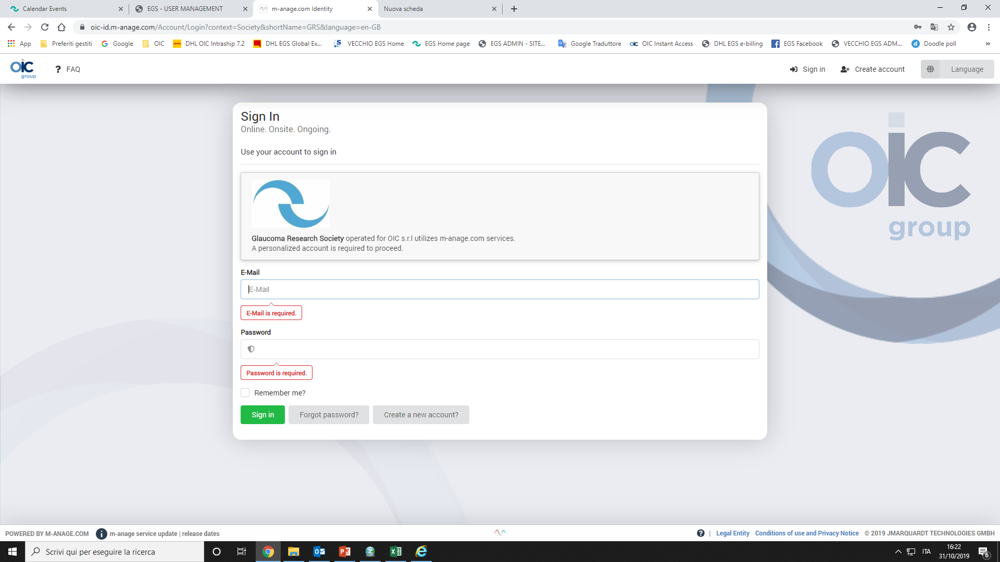 Calendar Events
EGS - USER MANAGEMENT
m-anage.com Identity
Nuova scheda
oic-id.m-anage.com/Account/Login?context=Society&shortName=GRS&language=en-GB
App
Preferiti gestiti
Google
OIC
DHL OIC Intraship 7.2
DHL EGS Global Ex...
VECCHIO EGS Home
EGS Home page
EGS ADMIN - SITE...
Google Traduttore
OIC Instant Access
DHL EGS e-billing
EGS Facebook
VECCHIO EGS ADM...
Doodle poll
oic group
? FAQ
Sign in
Create account
Language
Sign In
Online. Onsite. Ongoing.
Use your account to sign in
Glaucoma Research Society operated for OIC s.r.l utilizes m-anage.com services.
A personalized account is required to proceed.
E-Mail
E-Mail
E-Mail is required.
Password
Password is required.
Remember me?
Sign in
Forgot password?
Create a new account?
oic
group
POWERED BY M-ANAGE.COM
m-anage service update | release dates
Legal Entity
Conditions of use and Privacy Notice
© 2019 JMARQUARDT TECHNOLOGIES GMBH
Scrivi qui per eseguire la ricerca
ITA
16:22
31/10/2019
6